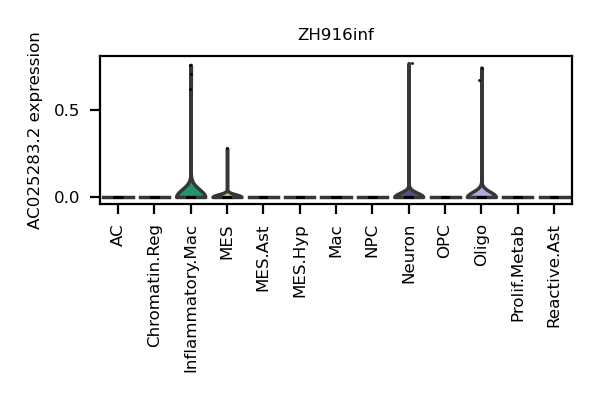 ZH916inf
AC025283.2 expression
0.5
0.0
AC
Chromatin.Reg
Inflammatory.Mac
MES
MES.Ast
MES.Hyp
Mac
NPC
Neuron
OPC
Oligo
Prolif.Metab
Reactive.Ast